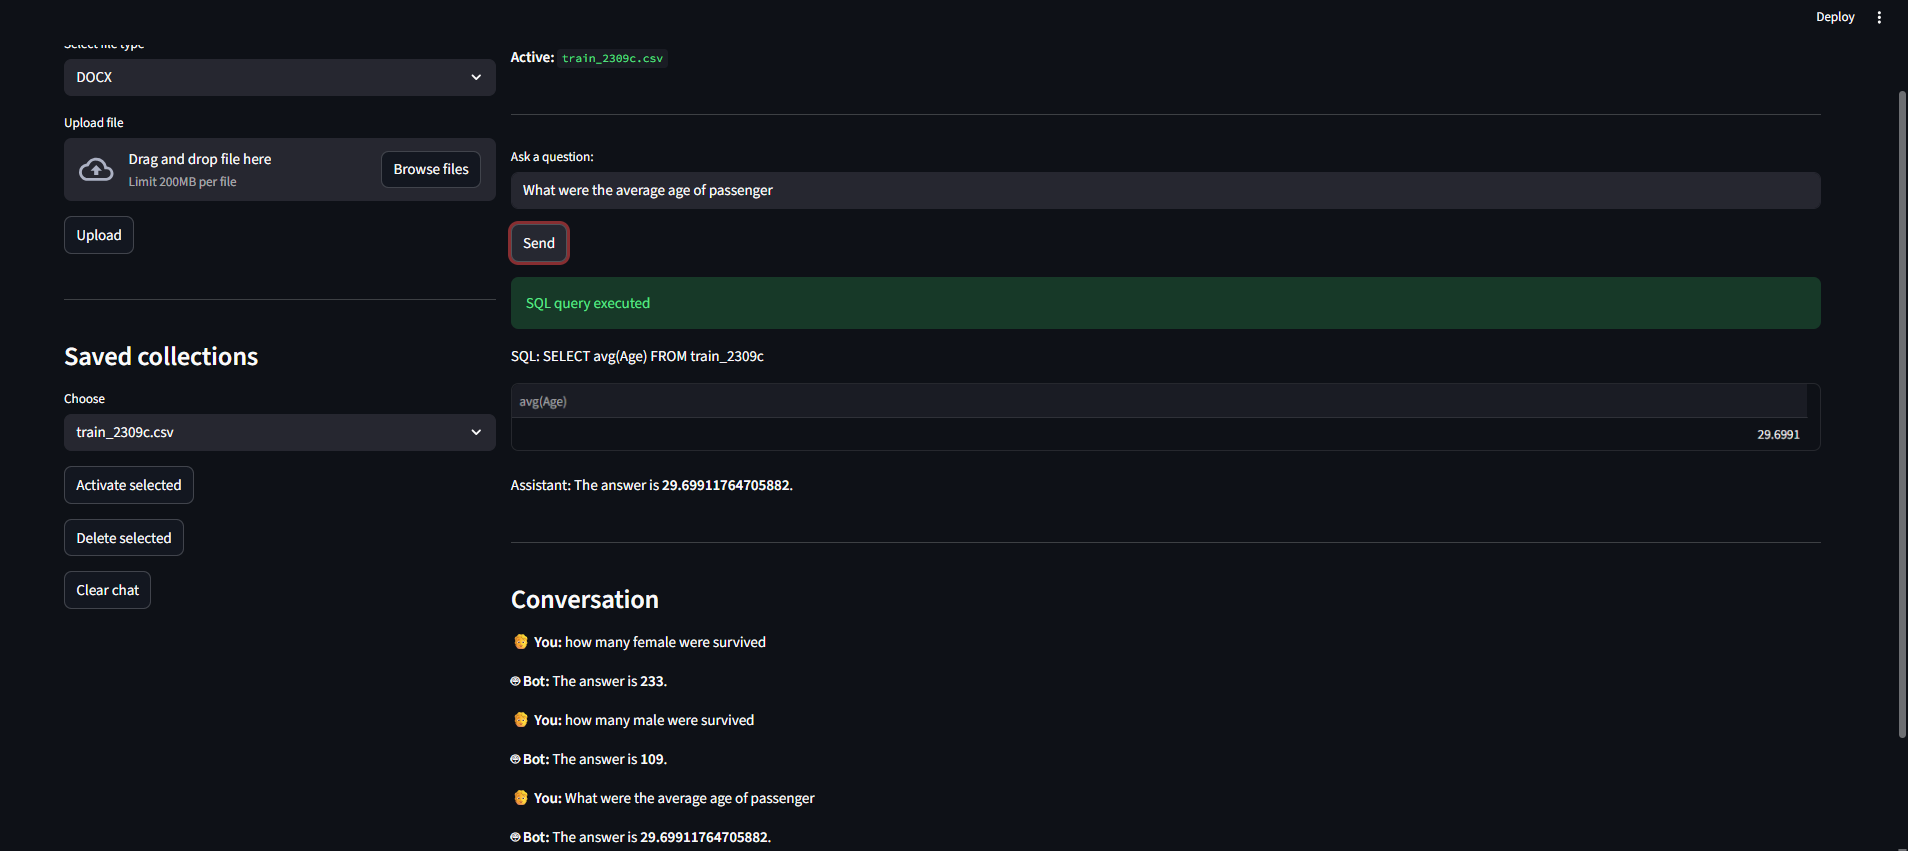 Deploy
Select file type
DOCX
Upload file
Drag and drop file here
Limit 200MB per file
Browse files
Upload
Saved collections
Choose
train_2309c.csv
Activate selected
Delete selected
Clear chat
Active: train_2309c.csv
Ask a question:
What were the average age of passenger
Send
SQL query executed
SQL: SELECT avg(Age) FROM train_2309c
avg(Age)
29.6991
Assistant: The answer is 29.69911764705882.
Conversation
You: how many female were survived
Bot: The answer is 233.
You: how many male were survived
Bot: The answer is 109.
You: What were the average age of passenger
Bot: The answer is 29.69911764705882.